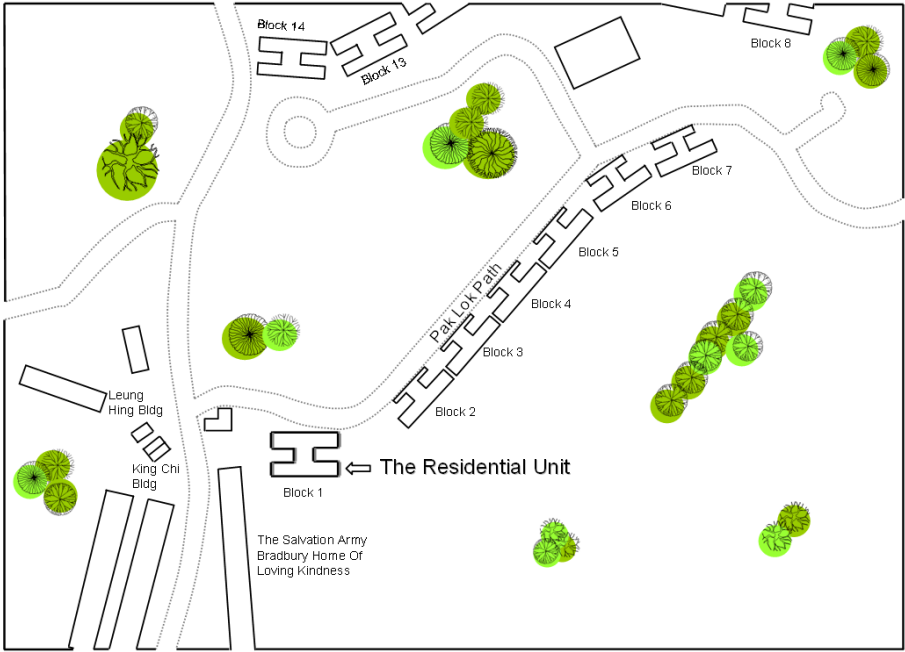 Block 14
Block 13
Block 8
Block 7
Block 6
Block 5
Block 4
Pak Lok Path
Block 3
Block 2
Leung
Hing Bldg
King Chi
Bldg
The Residential Unit
Block 1
The Salvation Army
Bradbury Home Of
Loving Kindness